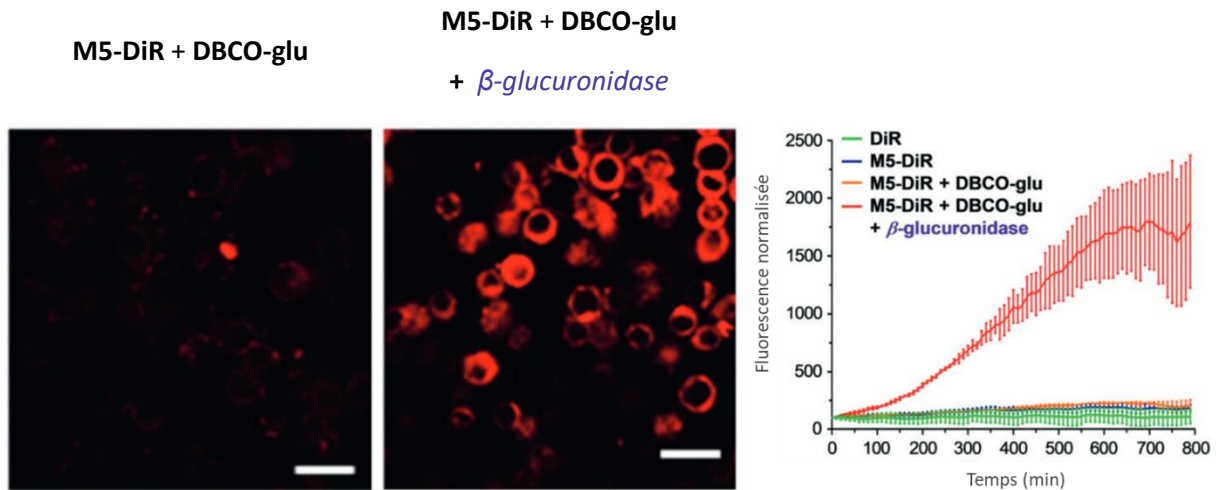 M5-DiR + DBCO-glu
M5-DiR + DBCO-glu
+ β-glucuronidase
Fluorescence normalisée
2500
2000
1500
1000
500
0
DiR
M5-DiR
M5-DiR + DBCO-glu
M5-DiR + DBCO-glu
+ β-glucuronidase
0 100 200 300 400 500 600 700 800
Temps (min)